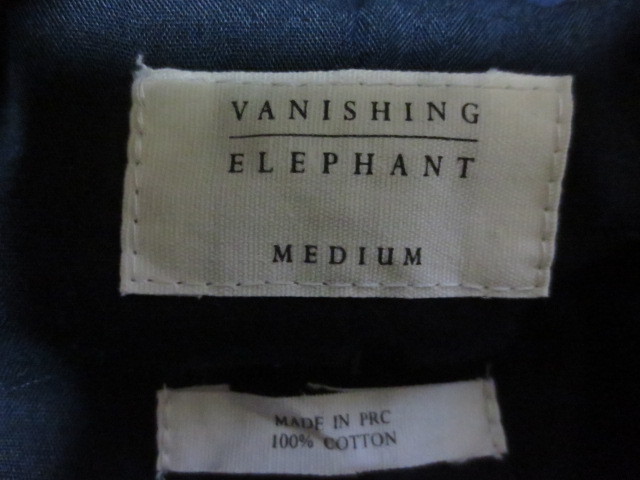 VANISHING
ELEPHANT
MEDIUM
MADE IN PRC
100% COTTON